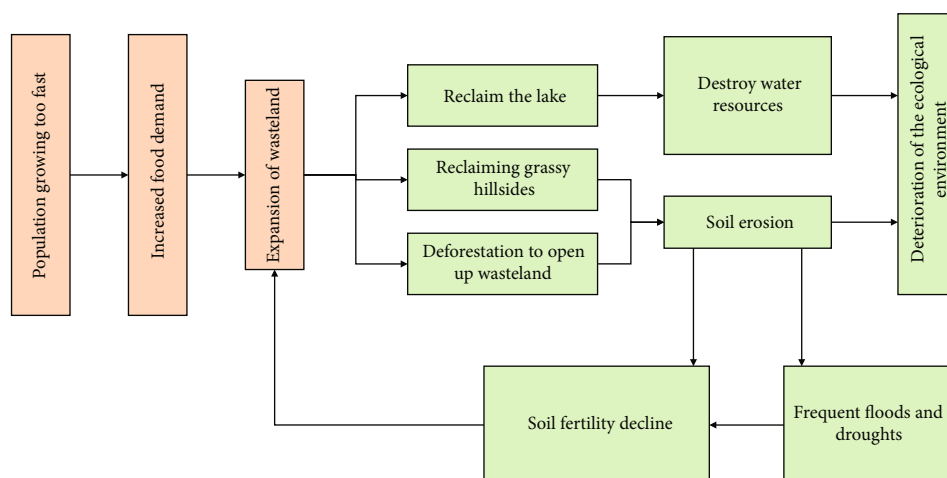 Population growing too fast
Increased food demand
Expansion of wasteland
Reclaim the lake
Reclaiming grassy
hillsides
Deforestation to open
up wasteland
Destroy water
resources
Soil erosion
Deterioration of the ecological
environment
Soil fertility decline
Frequent floods and
droughts